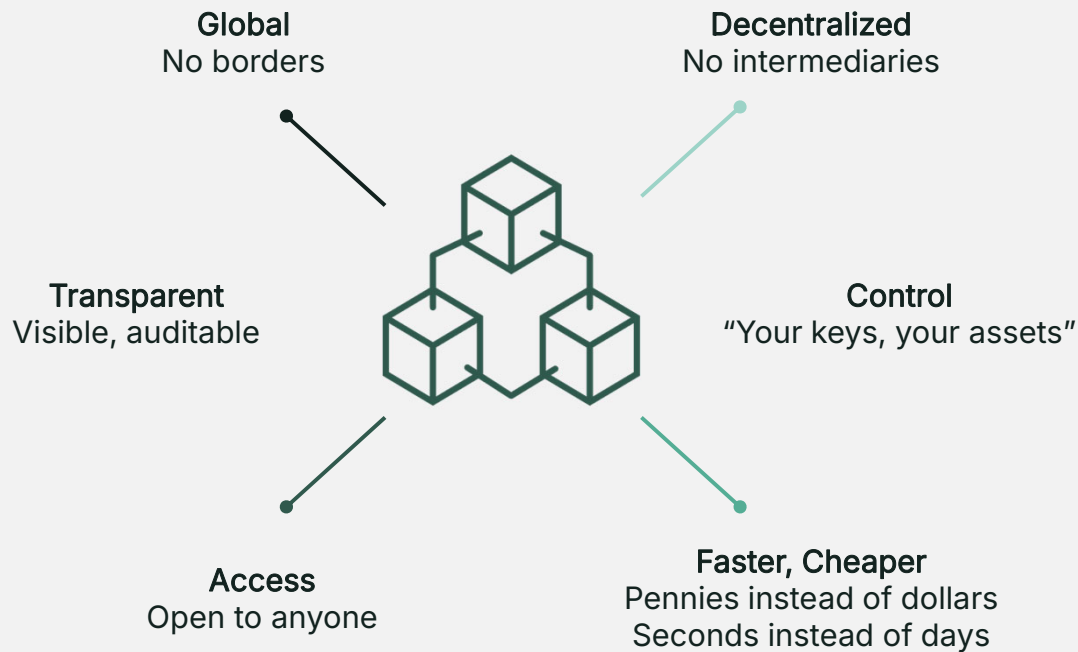 Global
No borders
Decentralized
No intermediaries
Transparent
Visible, auditable
Control
“Your keys, your assets”
Access
Open to anyone
Faster, Cheaper
Pennies instead of dollars
Seconds instead of days